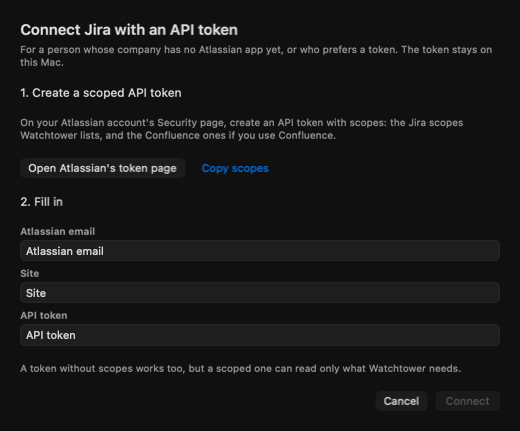 Connect Jira with an API token
For a person whose company has no Atlassian app yet, or who prefers a token. The token stays on
this Mac.
1. Create a scoped API token
On your Atlassian account's Security page, create an API token with scopes: the Jira scopes
Watchtower lists, and the Confluence ones if you use Confluence.
Open Atlassian's token page
Copy scopes
2. Fill in
Atlassian email
Atlassian email
Site
Site
API token
API token
A token without scopes works too, but a scoped one can read only what Watchtower needs.
Cancel
Connect